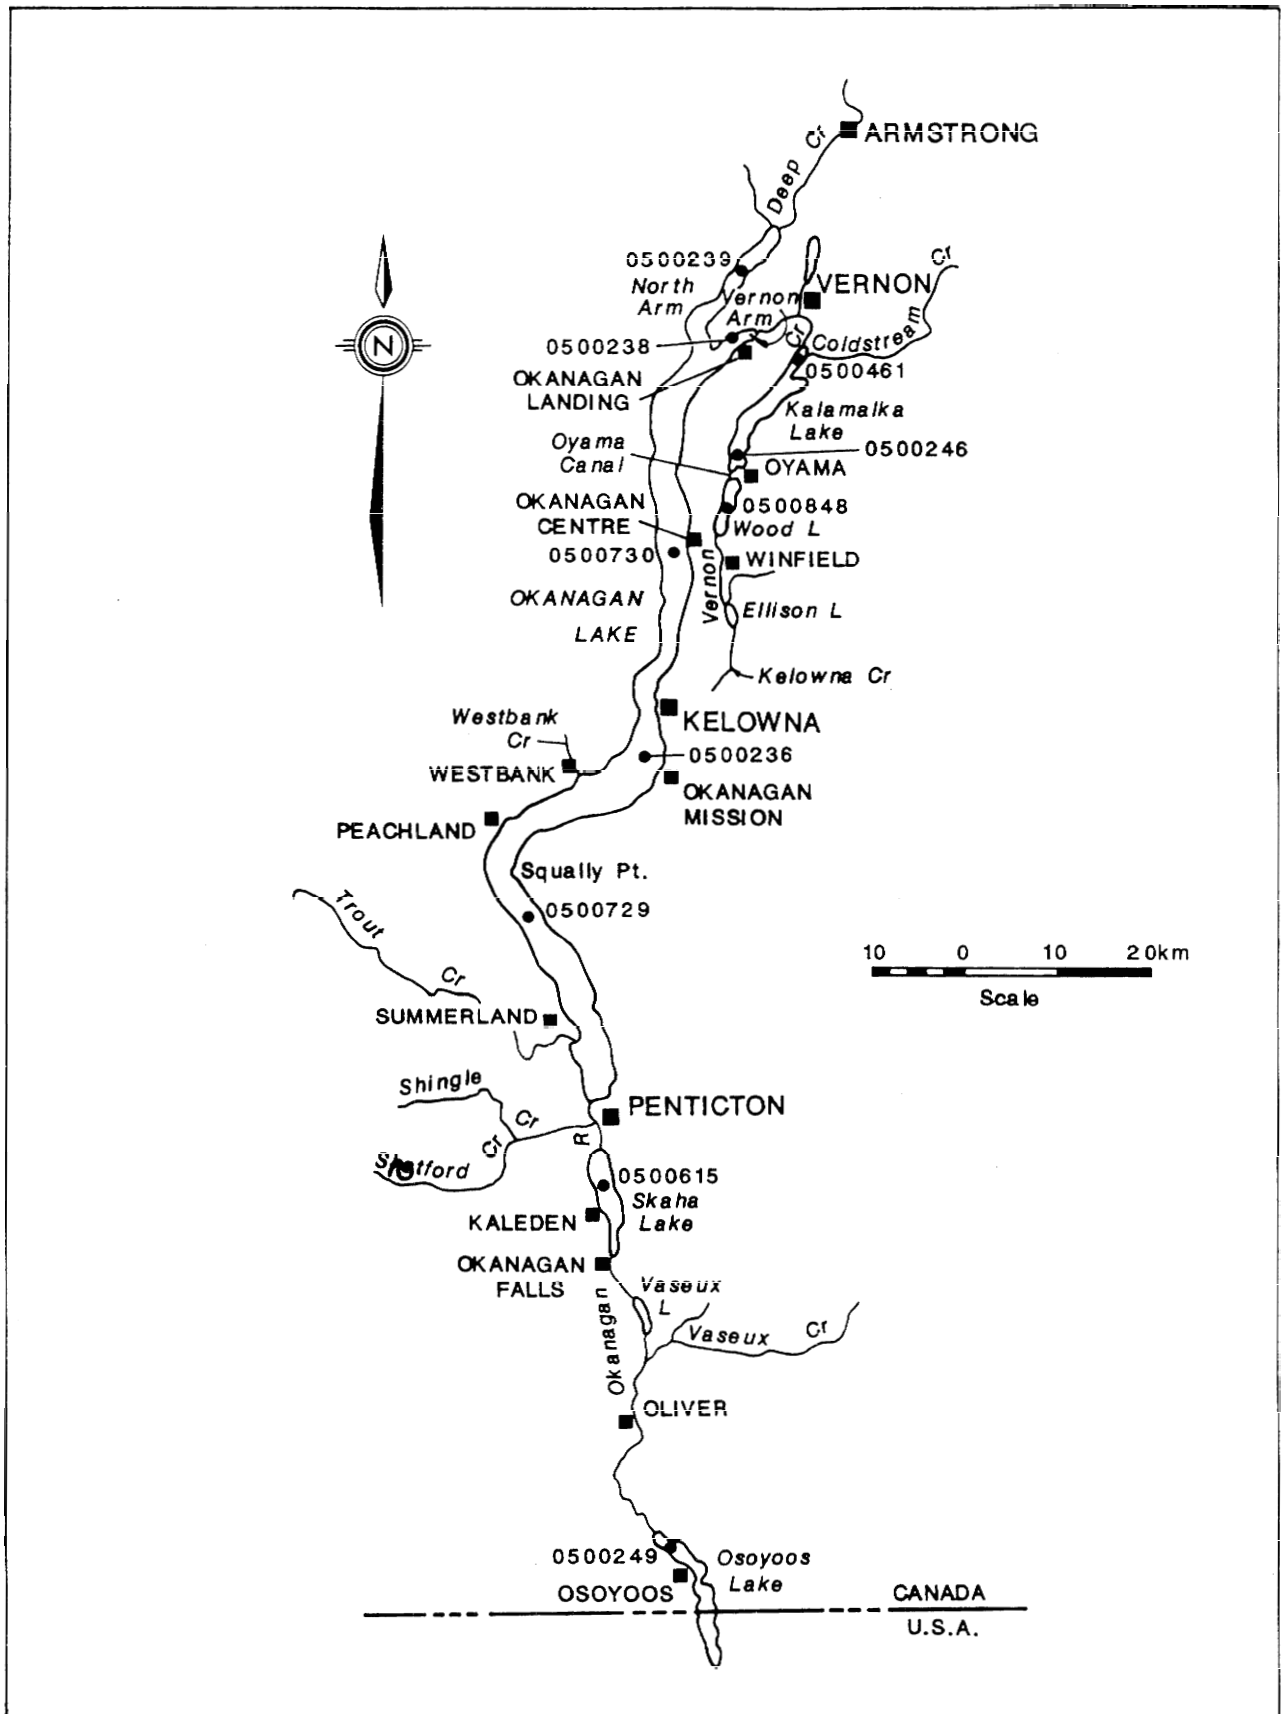 Deep Cr
ARMSTRONG
0500239
North
Arm
Cr
VERNON
Vernon
Arm
Cr
Coldstream
0500238
0500461
OKANAGAN
LANDING
N
Kalamalka
Lake
0500246
Oyama
Canal
OYAMA
OKANAGAN
CENTRE
0500848
Wood L
0500730
WINFIELD
Vernon
OKANAGAN
LAKE
Ellison L
Kelowna Cr
Westbank
Cr
KELOWNA
0500236
WESTBANK
OKANAGAN
MISSION
PEACHLAND
Squally Pt.
Trout
Cr
0500729
10 0 10 20km
Scale
SUMMERLAND
Shingle
Cr
PENTICTON
R
Cr
0500615
Skaha
Lake
KALEDEN
OKANAGAN
FALLS
Vaseux
L
Okanagan
Vaseux Cr
OLIVER
0500249
Osoyoos
Lake
OSOYOOS
CANADA
U.S.A.